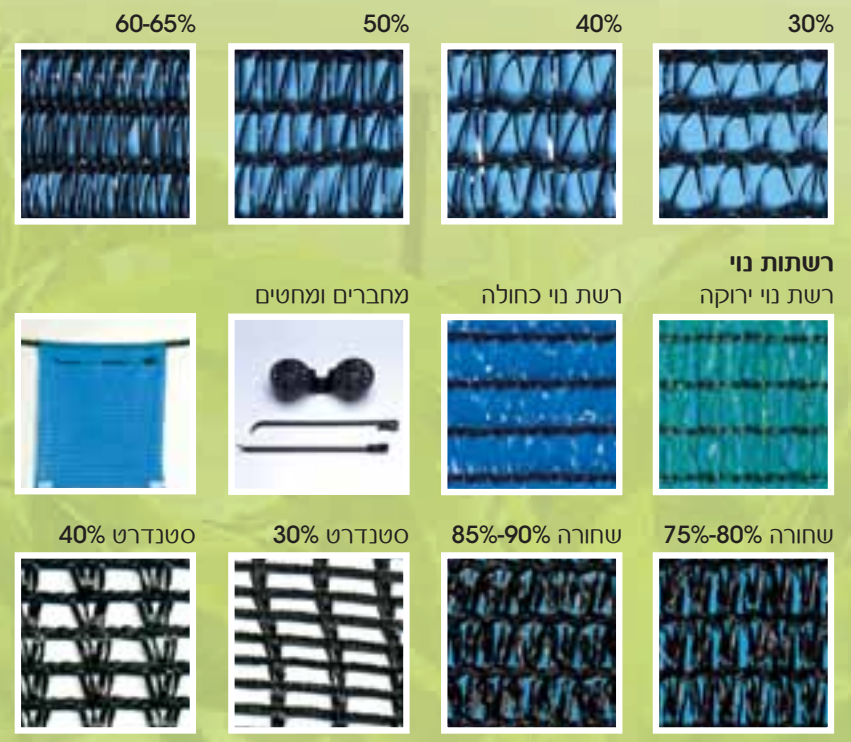 30%
40%
50%
60-65%
רשתות נוי
רשת נוי ירוקה
רשת נוי כחולה
מחברים ומחטים
שחורה 75%-80%
שחורה 85%-90%
סטנדרט 30%
סטנדרט 40%